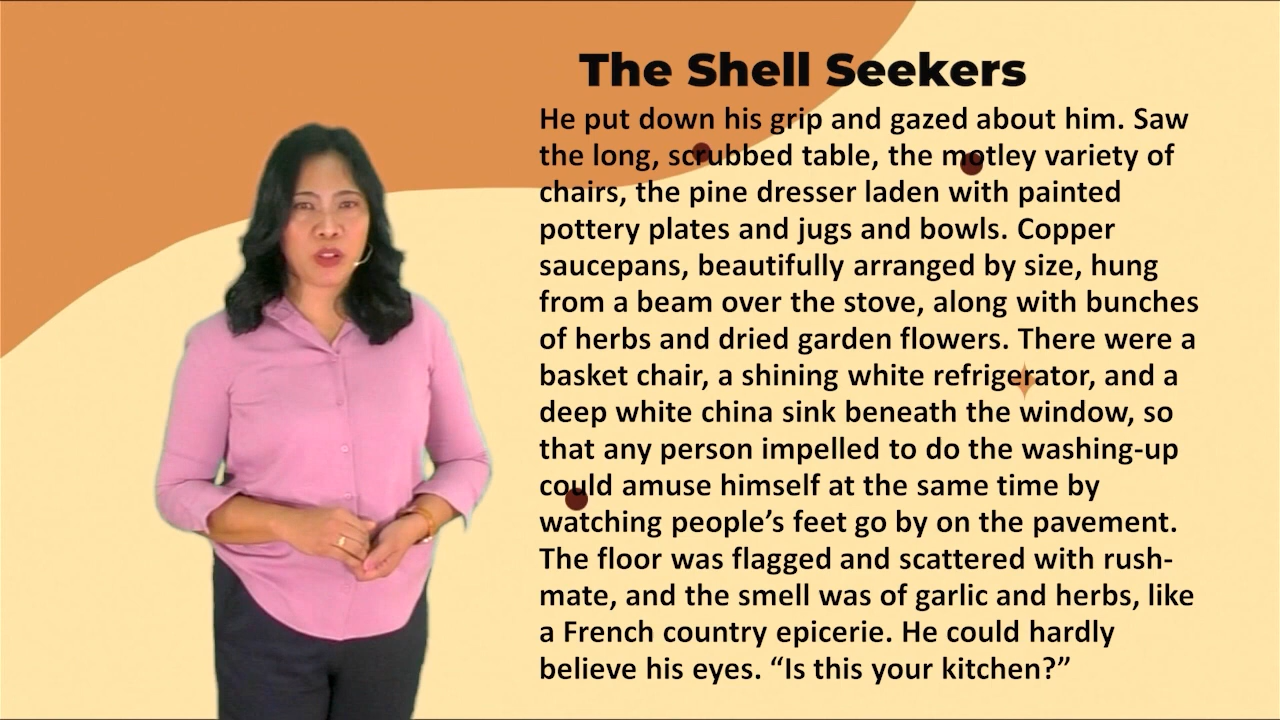 The Shell Seekers
He put down his grip and gazed about him. Saw
the long, scrubbed table, the motley variety of
chairs, the pine dresser laden with painted
pottery plates and jugs and bowls. Copper
saucepans, beautifully arranged by size, hung
from a beam over the stove, along with bunches
of herbs and dried garden flowers. There were a
basket chair, a shining white refrigerator, and a
deep white china sink beneath the window, so
that any person impelled to do the washing-up
could amuse himself at the same time by
watching people’s feet go by on the pavement.
The floor was flagged and scattered with rush-
mate, and the smell was of garlic and herbs, like
a French country epicerie. He could hardly
believe his eyes. “Is this your kitchen?”